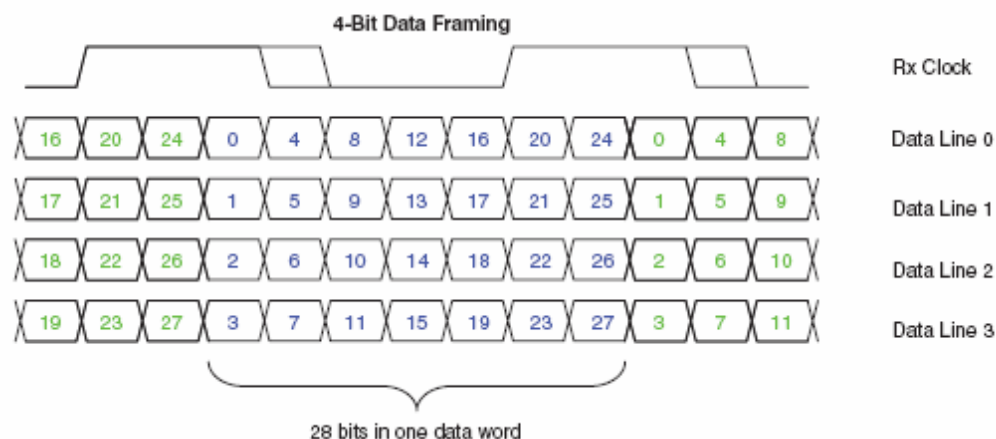 4-Bit Data Framing
Rx Clock
16 20 24 0 4 8 12 16 20 24 0 4 8 Data Line 0
17 21 25 1 5 9 13 17 21 25 1 5 9 Data Line 1
18 22 26 2 6 10 14 18 22 26 2 6 10 Data Line 2
19 23 27 3 7 11 15 19 23 27 3 7 11 Data Line 3
28 bits in one data word